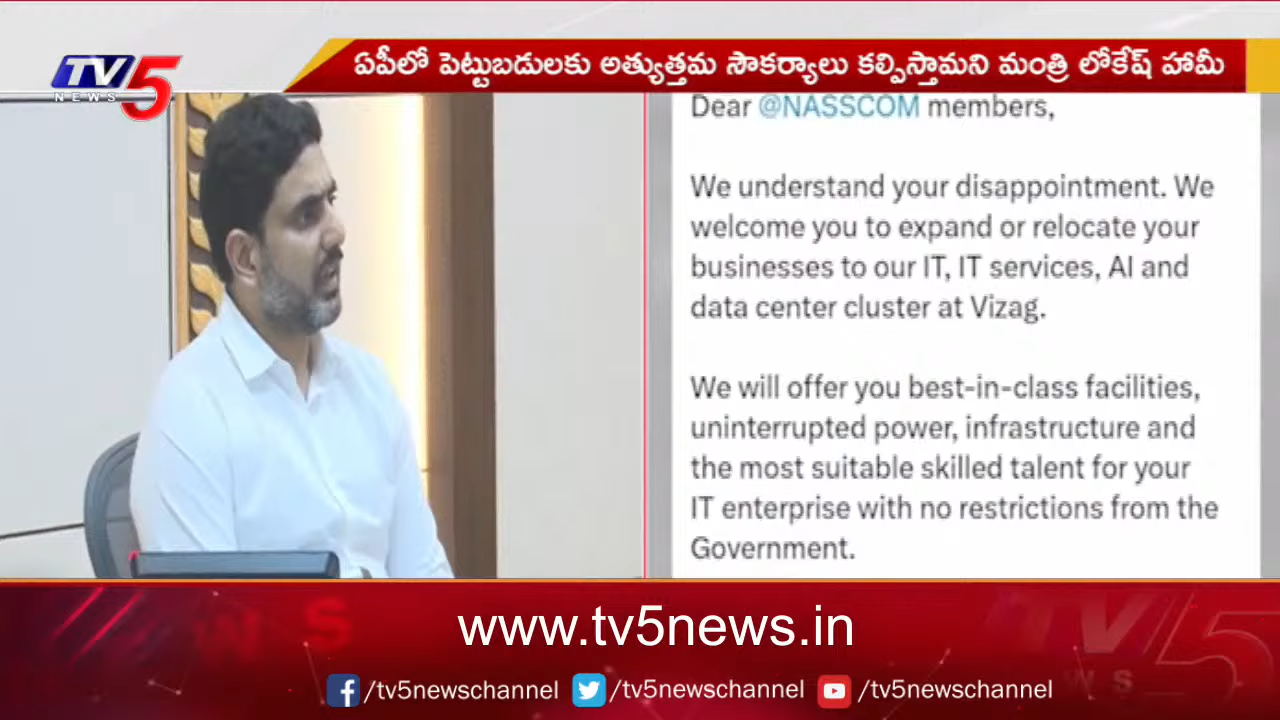 TV5
NEWS
ఏపీలో పెట్టుబడులకు అత్యుత్తమ సౌకర్యాలు కల్పిస్తామని మంత్రి లోకేష్ హామీ
Dear @NASSCOM members,
We understand your disappointment. We
welcome you to expand or relocate your
businesses to our IT, IT services, AI and
data center cluster at Vizag.
We will offer you best-in-class facilities,
uninterrupted power, infrastructure and
the most suitable skilled talent for your
IT enterprise with no restrictions from the
Government.
www.tv5news.in
/tv5newschannel
/tv5newschannel
/tv5newschannel